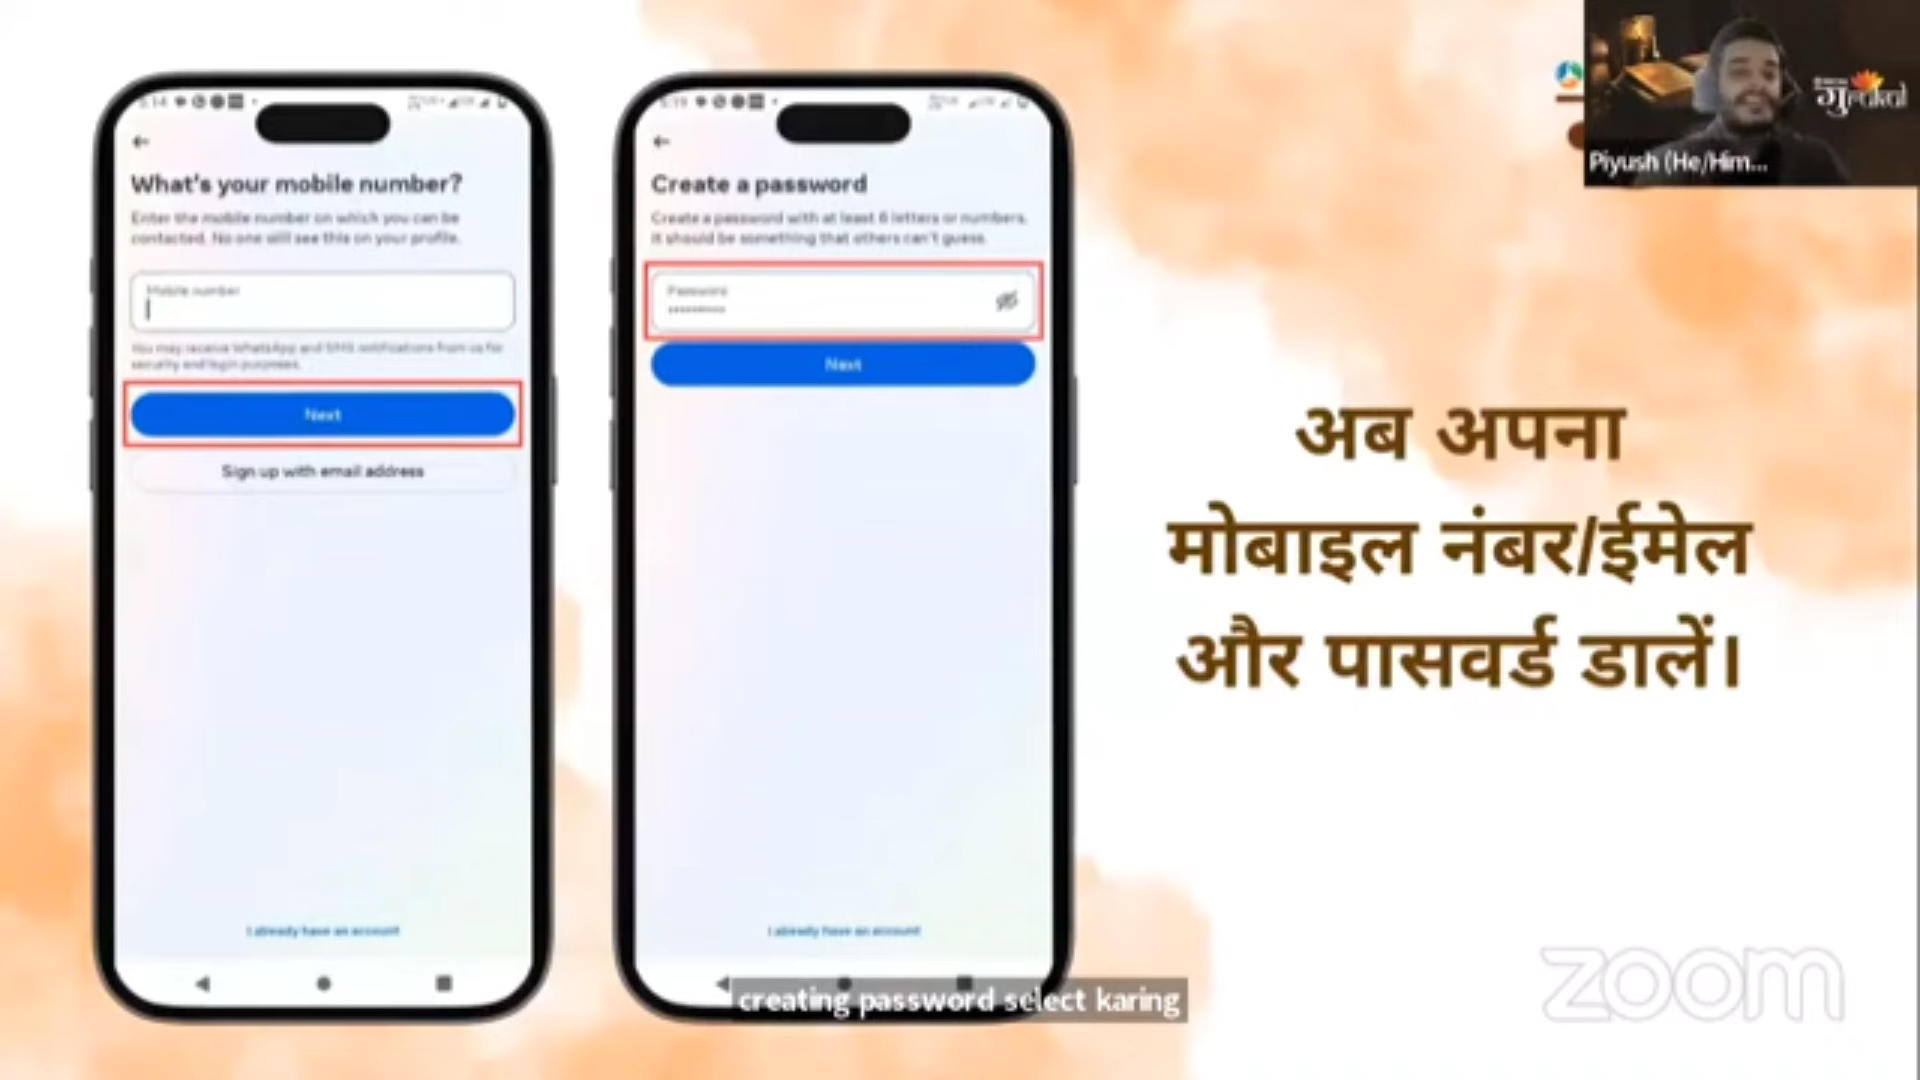 What's your mobile number?
Enter the mobile number on which you can be
contacted. No one will see this on your profile.
Mobile number
You may receive WhatsApp and SMS notifications from us for
security and login purposes.
Next
Sign up with email address
I already have an account
Create a password
Create a password with at least 6 letters or numbers.
It should be something that others can't guess.
Password
Next
I already have an account
अब अपना
मोबाइल नंबर/ईमेल
और पासवर्ड डालें।
Piyush (He/Him...
creating password select karing
zoom